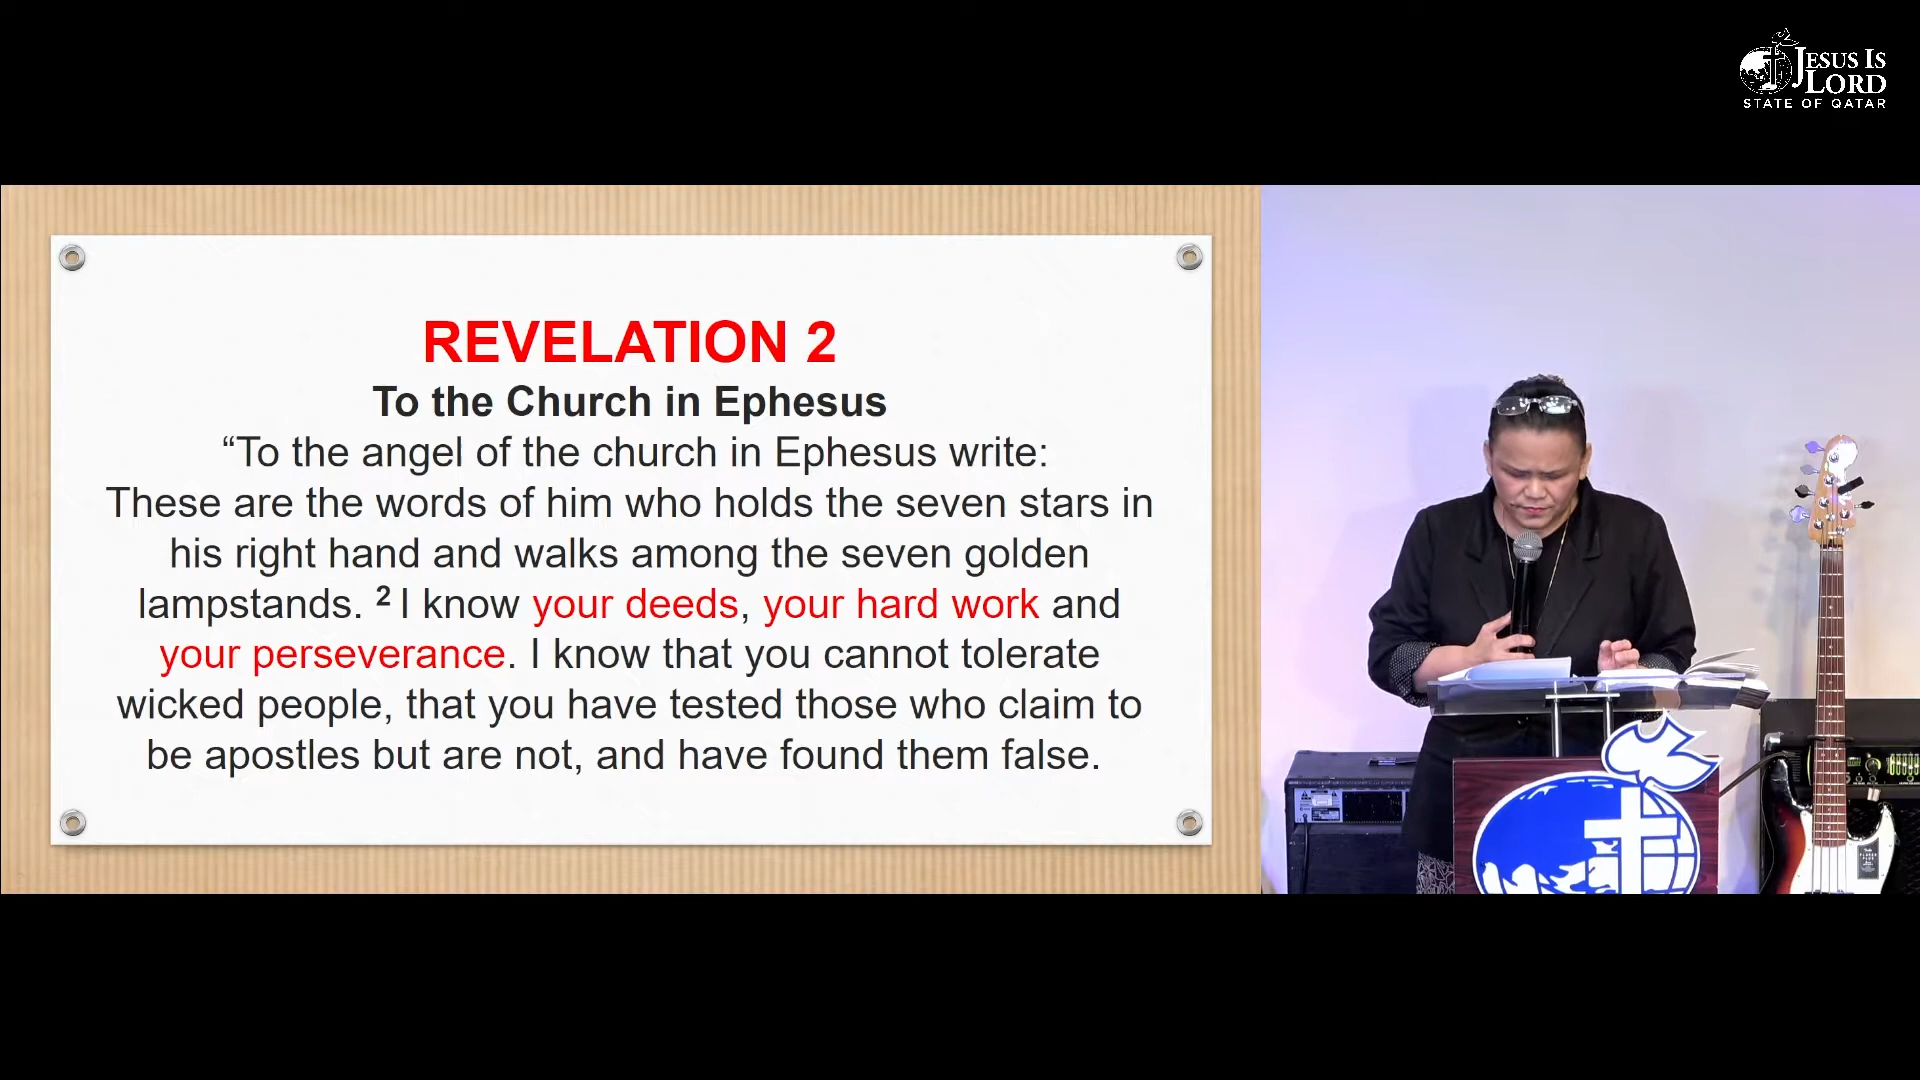 JESUS IS
LORD
STATE OF QATAR
REVELATION 2
To the Church in Ephesus
“To the angel of the church in Ephesus write:
These are the words of him who holds the seven stars in
his right hand and walks among the seven golden
lampstands. ² I know your deeds, your hard work and
your perseverance. I know that you cannot tolerate
wicked people, that you have tested those who claim to
be apostles but are not, and have found them false.